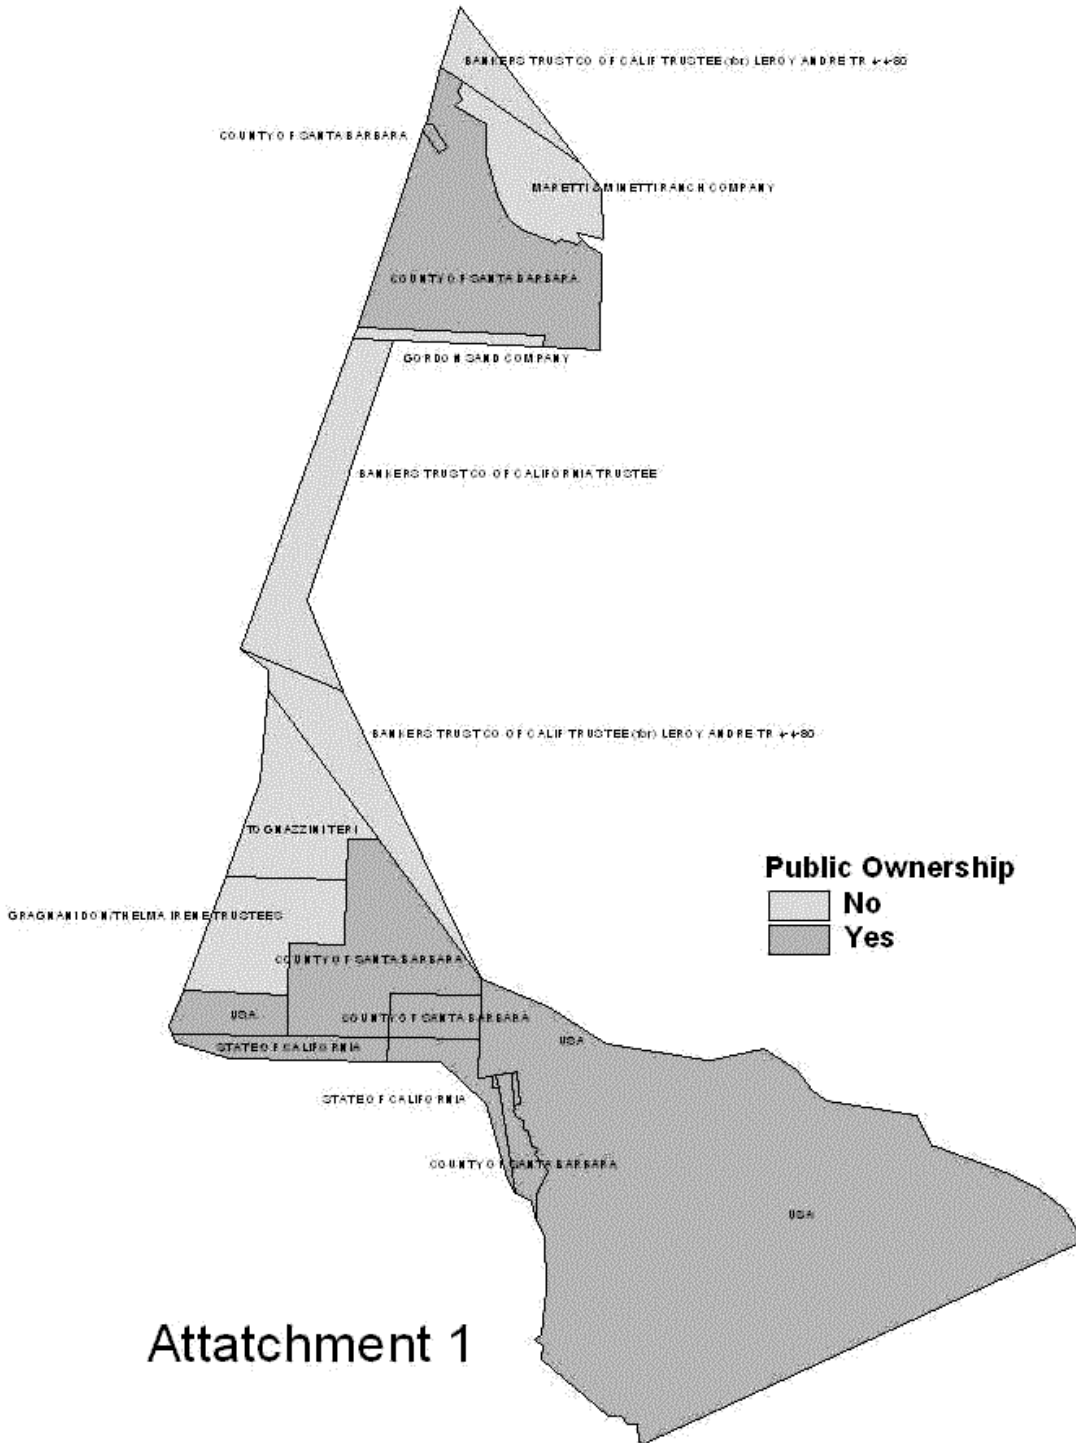 BANKERS TRUST CO OF CALIF TRUSTEE (for) LEROY ANDRE TR 4-4-80
COUNTY OF SANTA BARBARA
MARETTI & MINETTI RANCH COMPANY
COUNTY OF SANTA BARBARA
GORDON SAND COMPANY
BANKERS TRUST CO OF CALIFORNIA TRUSTEE
BANKERS TRUST CO OF CALIF TRUSTEE (for) LEROY ANDRE TR 4-4-80
TOGNAZZINI TERI
Public Ownership
No
Yes
GRAGNANI DON/THELMA IRENE TRUSTEES
COUNTY OF SANTA BARBARA
USA
COUNTY OF SANTA BARBARA
USA
STATE OF CALIFORNIA
STATE OF CALIFORNIA
COUNTY OF SANTA BARBARA
USA
Attatchment 1